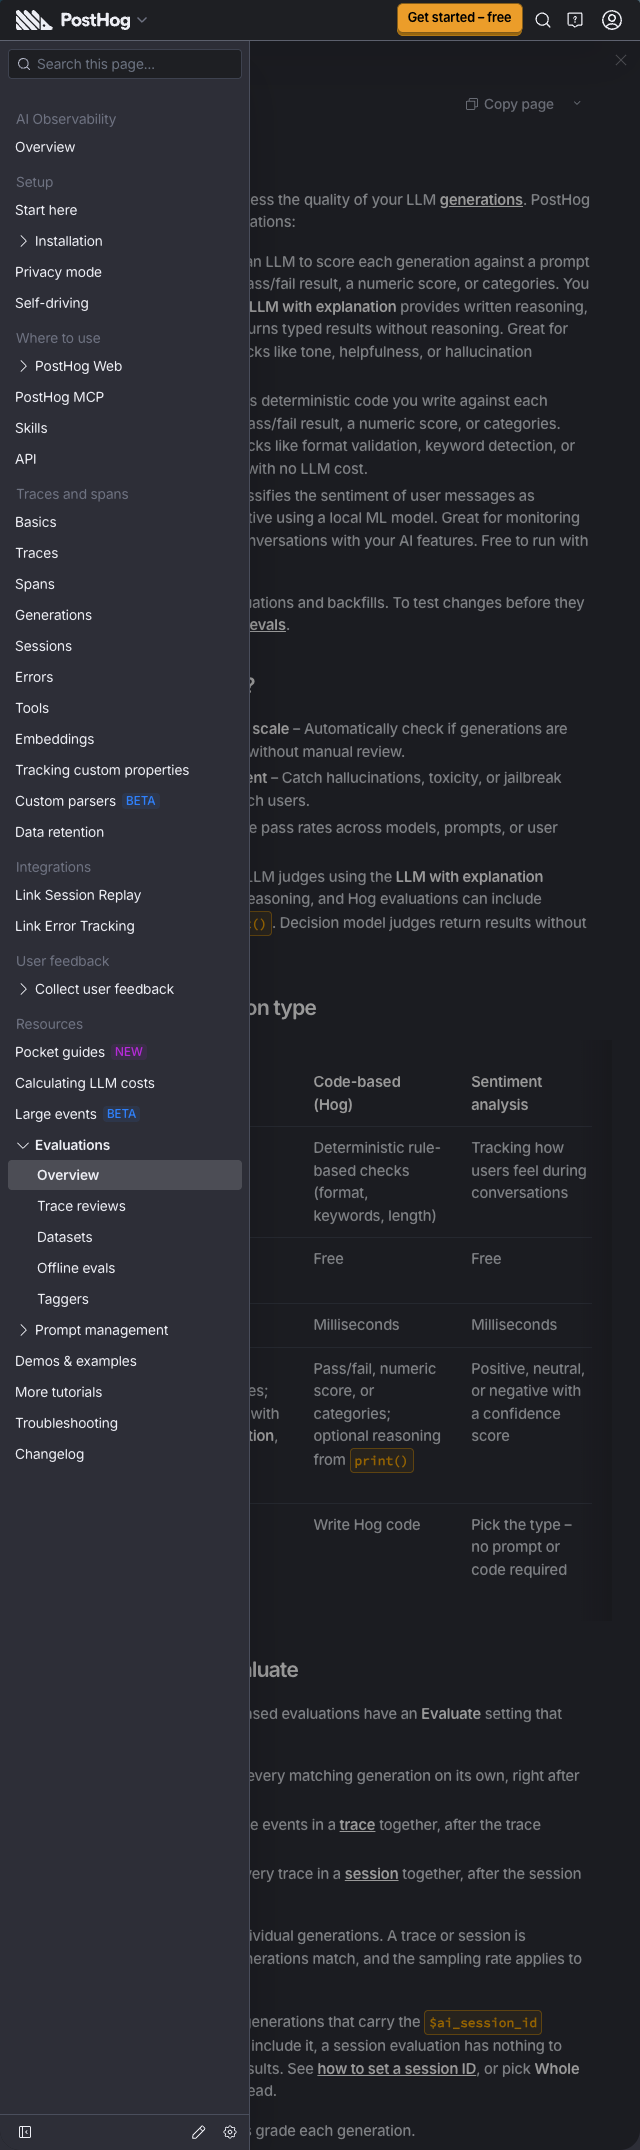 PostHog
Get started – free
Search this page...
Copy page
AI Observability
Overview
Setup
Start here
Installation
Privacy mode
Self-driving
Where to use
PostHog Web
PostHog MCP
Skills
API
Traces and spans
Basics
Traces
Spans
Generations
Sessions
Errors
Tools
Embeddings
Tracking custom properties
Custom parsers BETA
Data retention
Integrations
Link Session Replay
Link Error Tracking
User feedback
Collect user feedback
Resources
Pocket guides NEW
Calculating LLM costs
Large events BETA
Evaluations
Overview
Trace reviews
Datasets
Offline evals
Taggers
Prompt management
Demos & examples
More tutorials
Troubleshooting
Changelog
ess the quality of your LLM generations. PostHog
ations:
an LLM to score each generation against a prompt
ass/fail result, a numeric score, or categories. You
LLM with explanation provides written reasoning,
urns typed results without reasoning. Great for
cks like tone, helpfulness, or hallucination
s deterministic code you write against each
ass/fail result, a numeric score, or categories.
cks like format validation, keyword detection, or
with no LLM cost.
ssifies the sentiment of user messages as
tive using a local ML model. Great for monitoring
nversations with your AI features. Free to run with
uations and backfills. To test changes before they
evals.
?
scale – Automatically check if generations are
without manual review.
ent – Catch hallucinations, toxicity, or jailbreak
ch users.
e pass rates across models, prompts, or user
LLM judges using the LLM with explanation
easoning, and Hog evaluations can include
t(). Decision model judges return results without
on type
Code-based
(Hog)
Sentiment
analysis
Deterministic rule-
based checks
(format,
keywords, length)
Tracking how
users feel during
conversations
Free
Free
Milliseconds
Milliseconds
es;
with
tion,
Pass/fail, numeric
score, or
categories;
optional reasoning
from print()
Positive, neutral,
or negative with
a confidence
score
Write Hog code
Pick the type –
no prompt or
code required
aluate
ased evaluations have an Evaluate setting that
every matching generation on its own, right after
e events in a trace together, after the trace
very trace in a session together, after the session
dividual generations. A trace or session is
nerations match, and the sampling rate applies to
generations that carry the $ai_session_id
include it, a session evaluation has nothing to
sults. See how to set a session ID, or pick Whole
ead.
s grade each generation.